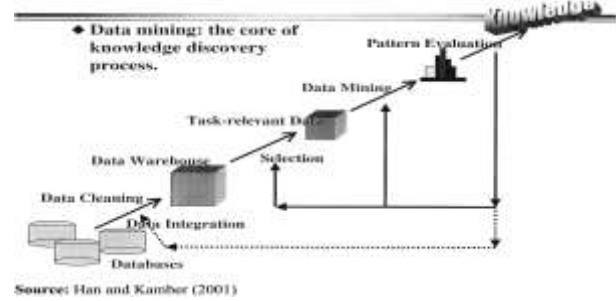 Knowledge
◆ Data mining: the core of
knowledge discovery
process.
Pattern Evaluation
Data Mining
Task-relevant Data
Data Warehouse
Selection
Data Cleaning
Data Integration
Databases
Source: Han and Kamber (2001)